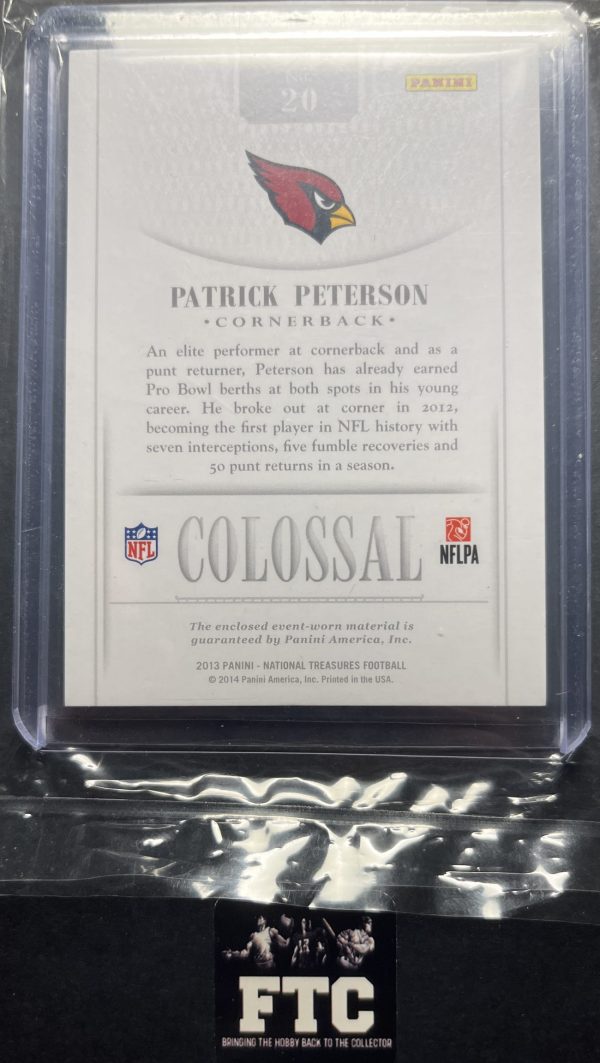 NO.
20
PANINI
PATRICK PETERSON
•CORNERBACK•
An elite performer at cornerback and as a
punt returner, Peterson has already earned
Pro Bowl berths at both spots in his young
career. He broke out at corner in 2012,
becoming the first player in NFL history with
seven interceptions, five fumble recoveries and
50 punt returns in a season.
NFL
COLOSSAL
NFLPA
The enclosed event-worn material is
guaranteed by Panini America, Inc.
2013 PANINI - NATIONAL TREASURES FOOTBALL
© 2014 Panini America, Inc. Printed in the USA.
FTC
BRINGING THE HOBBY BACK TO THE COLLECTOR